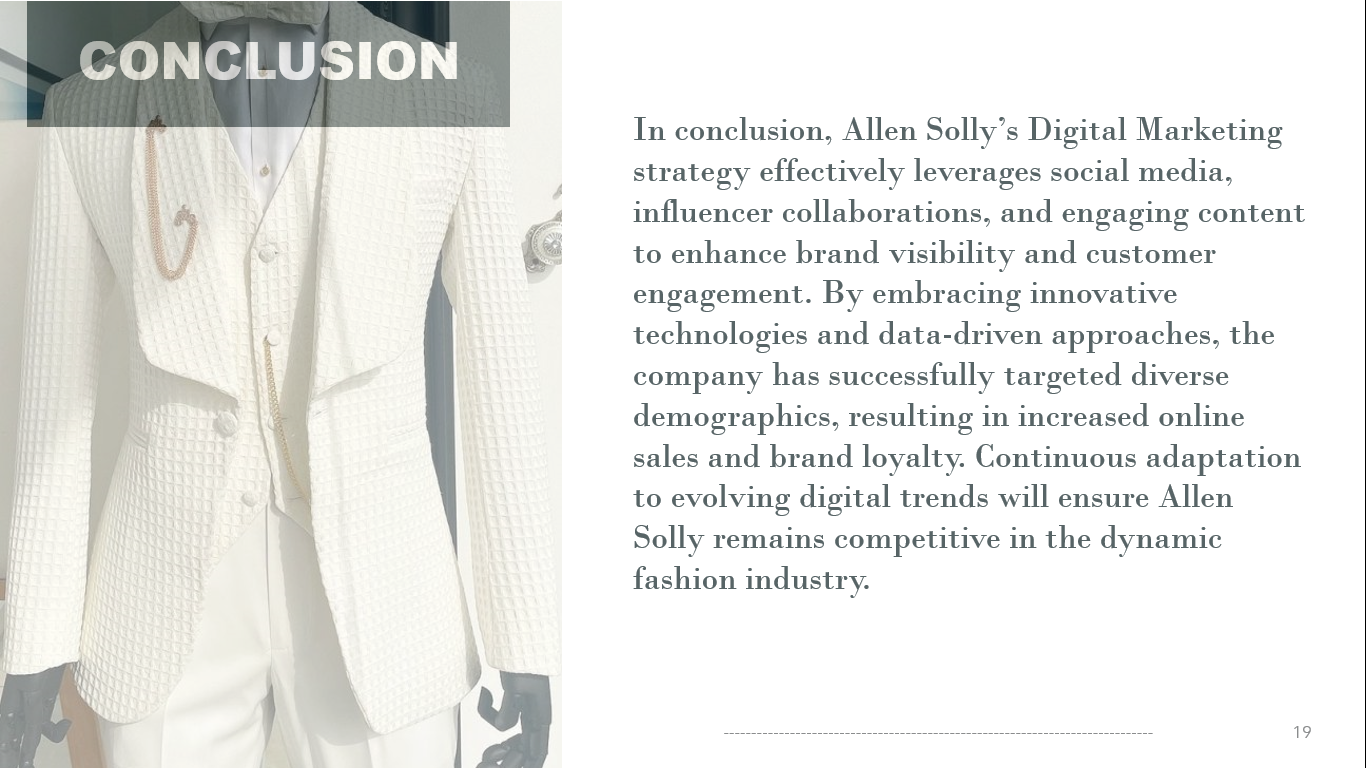 CONCLUSION
In conclusion, Allen Solly’s Digital Marketing
strategy effectively leverages social media,
influencer collaborations, and engaging content
to enhance brand visibility and customer
engagement. By embracing innovative
technologies and data-driven approaches, the
company has successfully targeted diverse
demographics, resulting in increased online
sales and brand loyalty. Continuous adaptation
to evolving digital trends will ensure Allen
Solly remains competitive in the dynamic
fashion industry.
19